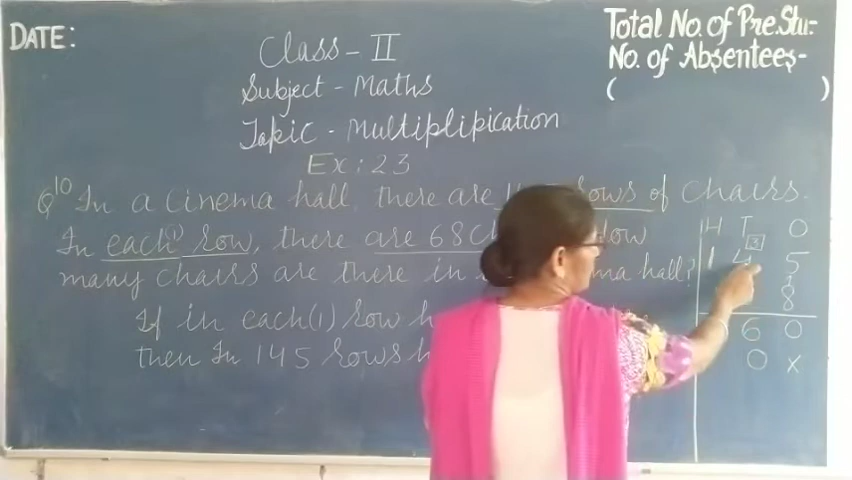 DATE:
Total No. of Pre.Stu:-
No. of Absentees-
( )
Class - II
Subject - Maths
Topic - Multiplipication
Ex: 23
Q10 In a cinema hall, there are rows of chairs.
In each(1) row, there are 68 How
many chairs are there in hall?
If in each(1) row
then In 145 rows
H T O
3
1 4 5
8
6 0
0 x